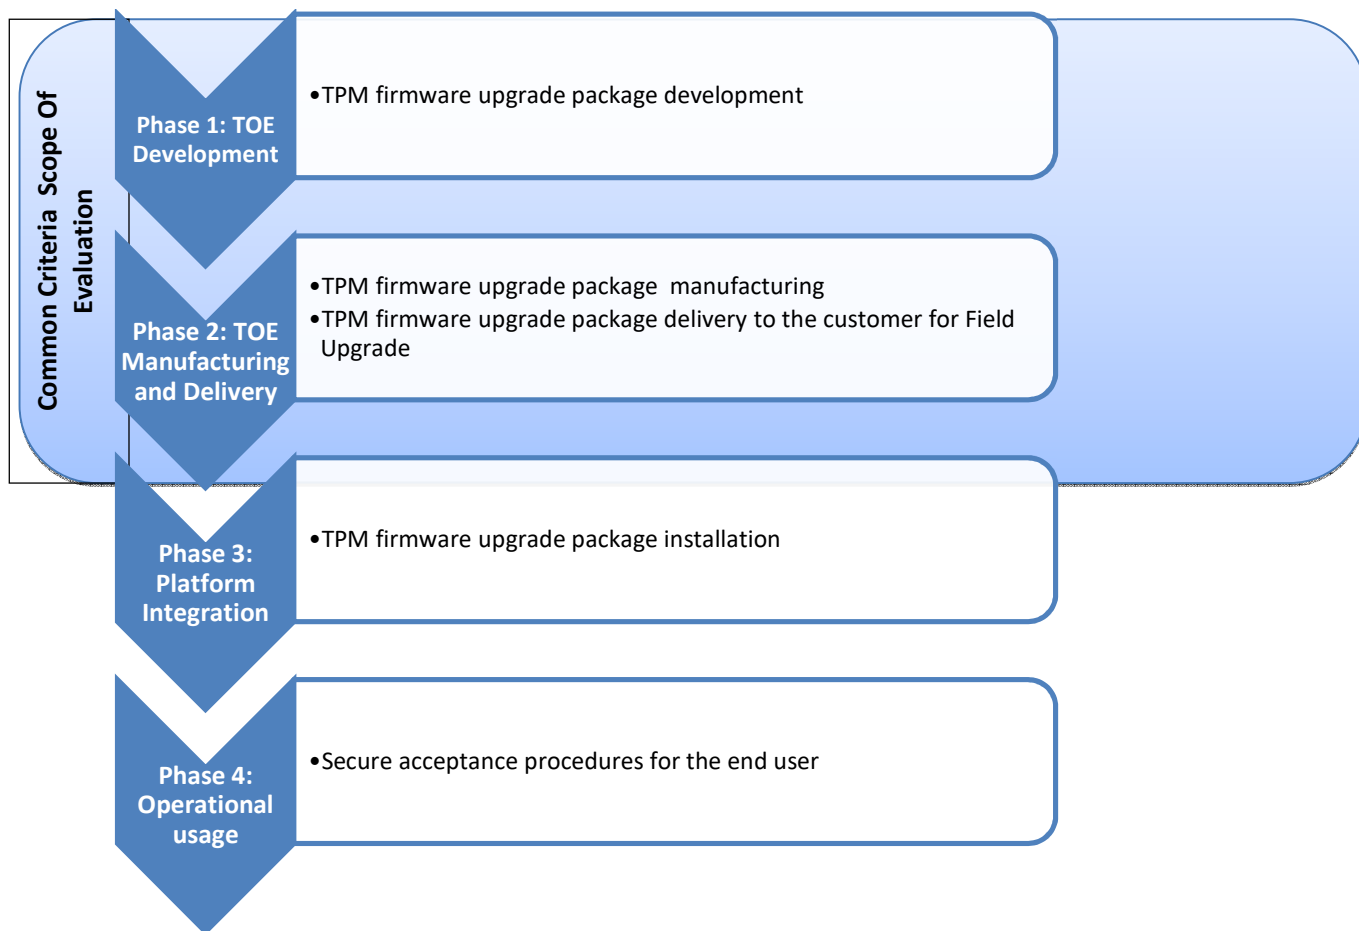 Common Criteria  Scope Of
Evaluation
Phase 1: TOE
Development
•TPM firmware upgrade package development
Phase 2: TOE
Manufacturing
and Delivery
•TPM firmware upgrade package  manufacturing
•TPM firmware upgrade package delivery to the customer for Field
Upgrade
Phase 3:
Platform
Integration
•TPM firmware upgrade package installation
Phase 4:
Operational
usage
•Secure acceptance procedures for the end user